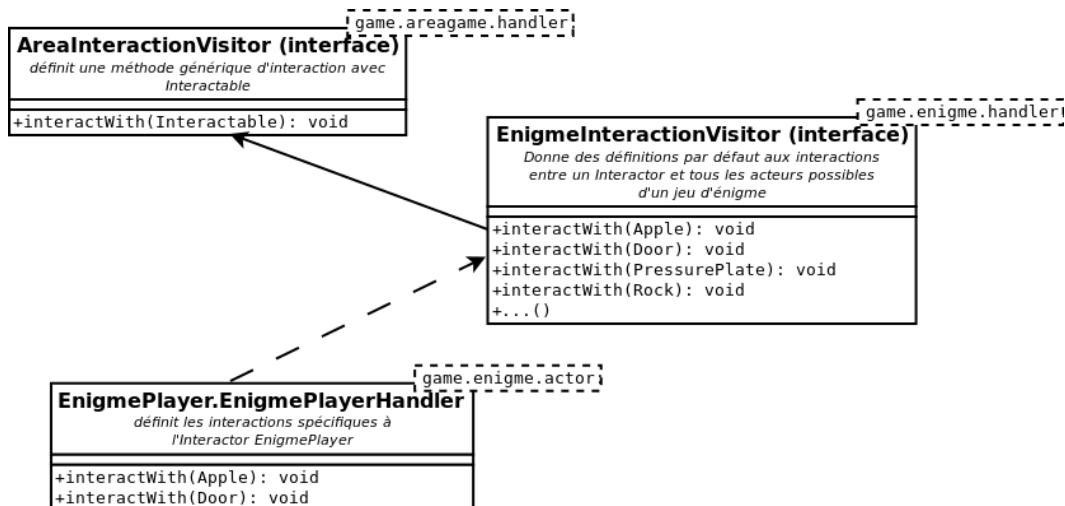 game.areagame.handler
AreaInteractionVisitor (interface)
définit une méthode générique d'interaction avec
Interactable
+interactWith(Interactable): void
game.enigme.handler
EnigmeInteractionVisitor (interface)
Donne des définitions par défaut aux interactions
entre un Interactor et tous les acteurs possibles
d'un jeu d'énigme
+interactWith(Apple): void
+interactWith(Door): void
+interactWith(PressurePlate): void
+interactWith(Rock): void
+...()
game.enigme.actor
EnigmePlayer.EnigmePlayerHandler
définit les interactions spécifiques à
l'Interactor EnigmePlayer
+interactWith(Apple): void
+interactWith(Door): void